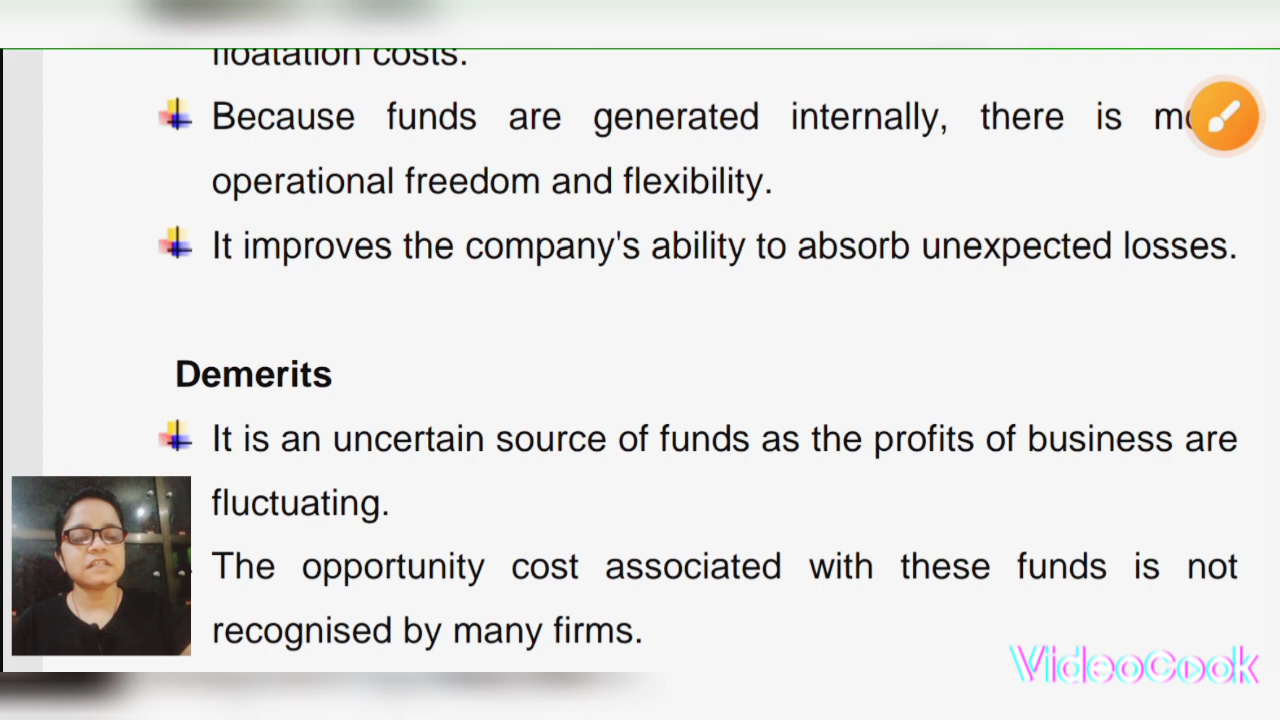 floatation costs.
Because funds are generated internally, there is
operational freedom and flexibility.
It improves the company's ability to absorb unexpected losses.
Demerits
It is an uncertain source of funds as the profits of business are
fluctuating.
The opportunity cost associated with these funds is not
recognised by many firms.
VideoCook